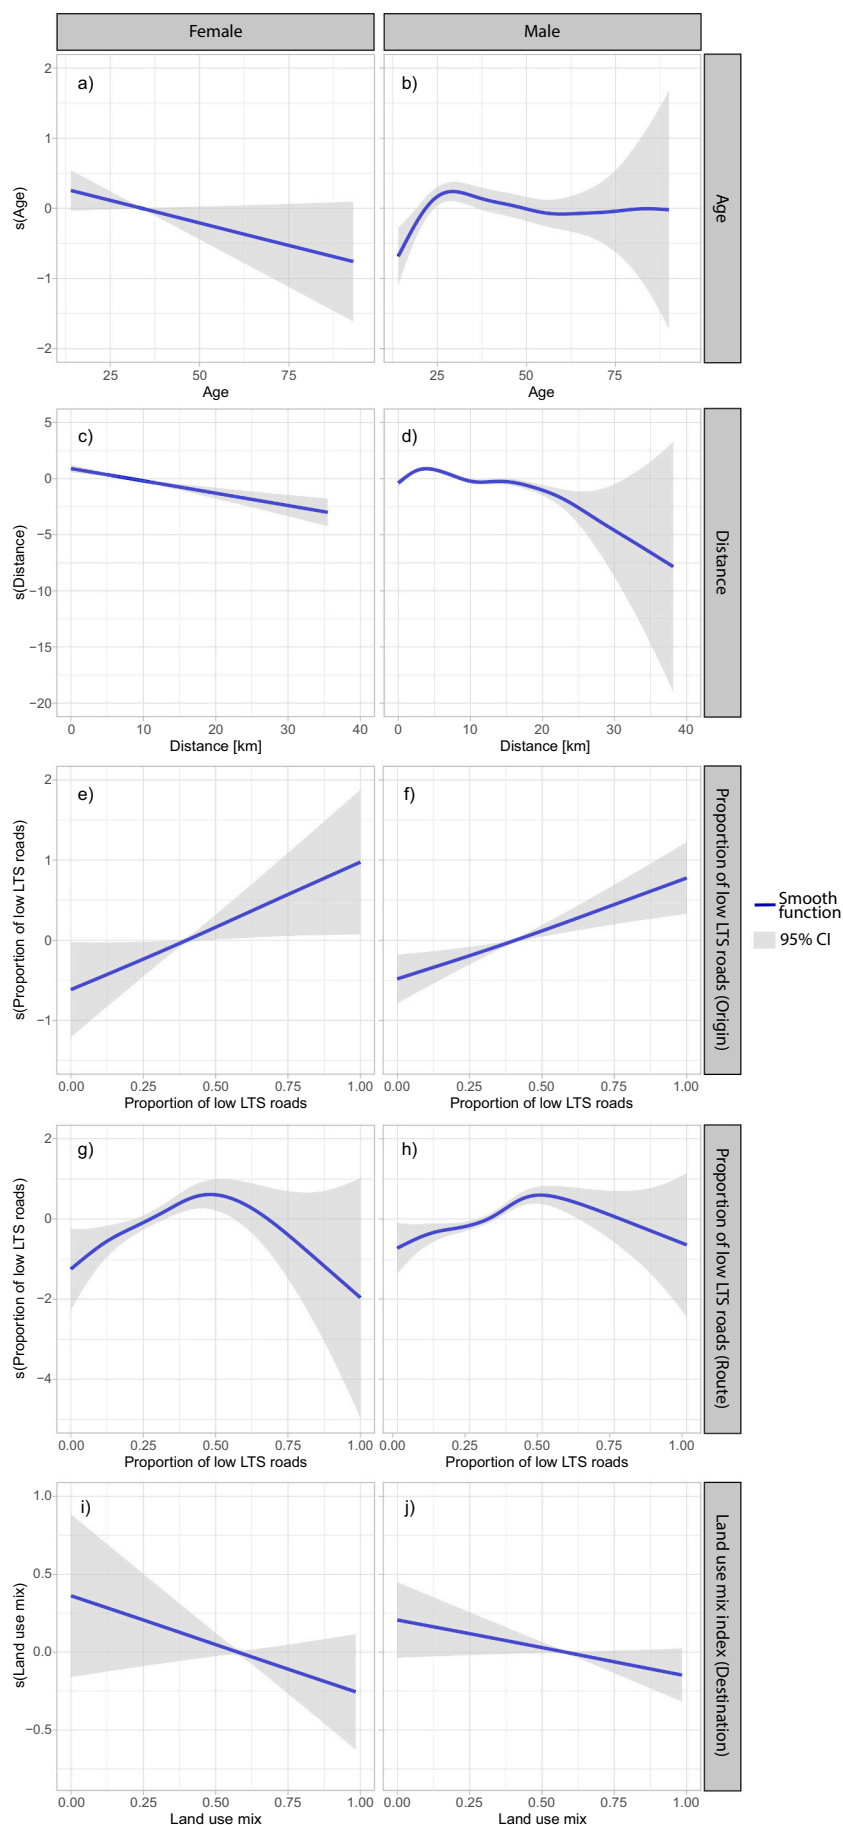 Female
Male
a)
b)
2
1
0
−1
−2
s(Age)
25
50
75
25
50
75
Age
Age
Age
c)
d)
5
0
−5
−10
−15
−20
s(Distance)
0
10
20
30
40
0
10
20
30
40
Distance [km]
Distance [km]
Distance
e)
f)
2
1
0
−1
s(Proportion of low LTS roads)
0.00
0.25
0.50
0.75
1.00
0.00
0.25
0.50
0.75
1.00
Proportion of low LTS roads
Proportion of low LTS roads
Proportion of low LTS roads (Origin)
Smooth
function
95% CI
g)
h)
2
0
−2
−4
s(Proportion of low LTS roads)
0.00
0.25
0.50
0.75
1.00
0.00
0.25
0.50
0.75
1.00
Proportion of low LTS roads
Proportion of low LTS roads
Proportion of low LTS roads (Route)
i)
j)
1.0
0.5
0.0
−0.5
s(Land use mix)
0.00
0.25
0.50
0.75
1.00
0.00
0.25
0.50
0.75
1.00
Land use mix
Land use mix
Land use mix index (Destination)